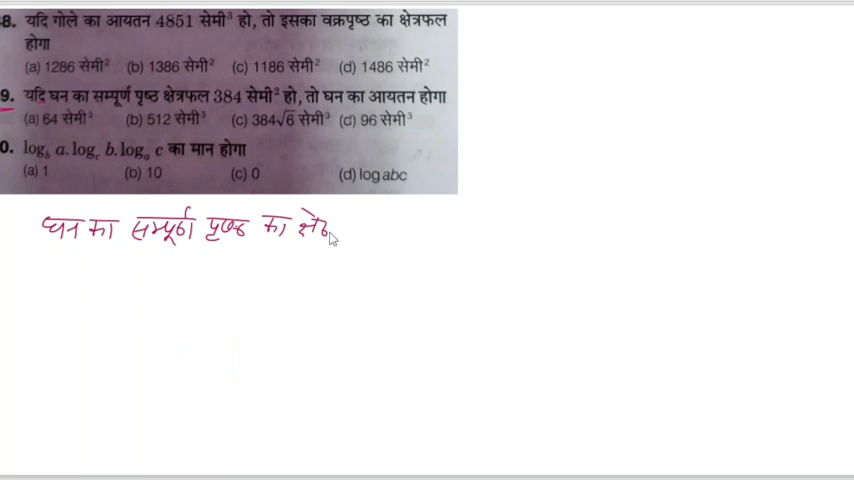 8. यदि गोले का आयतन 4851 सेमी³ हो, तो इसका वक्रपृष्ठ का क्षेत्रफल
होगा
(a) 1286 सेमी² (b) 1386 सेमी² (c) 1186 सेमी² (d) 1486 सेमी²
9. यदि घन का सम्पूर्ण पृष्ठ क्षेत्रफल 384 सेमी² हो, तो घन का आयतन होगा
(a) 64 सेमी³ (b) 512 सेमी³ (c) 384√6 सेमी³ (d) 96 सेमी³
0. log_b a. log_c b. log_a c का मान होगा
(a) 1 (b) 10 (c) 0 (d) log abc
घन का सम्पूर्ण पृष्ठ का